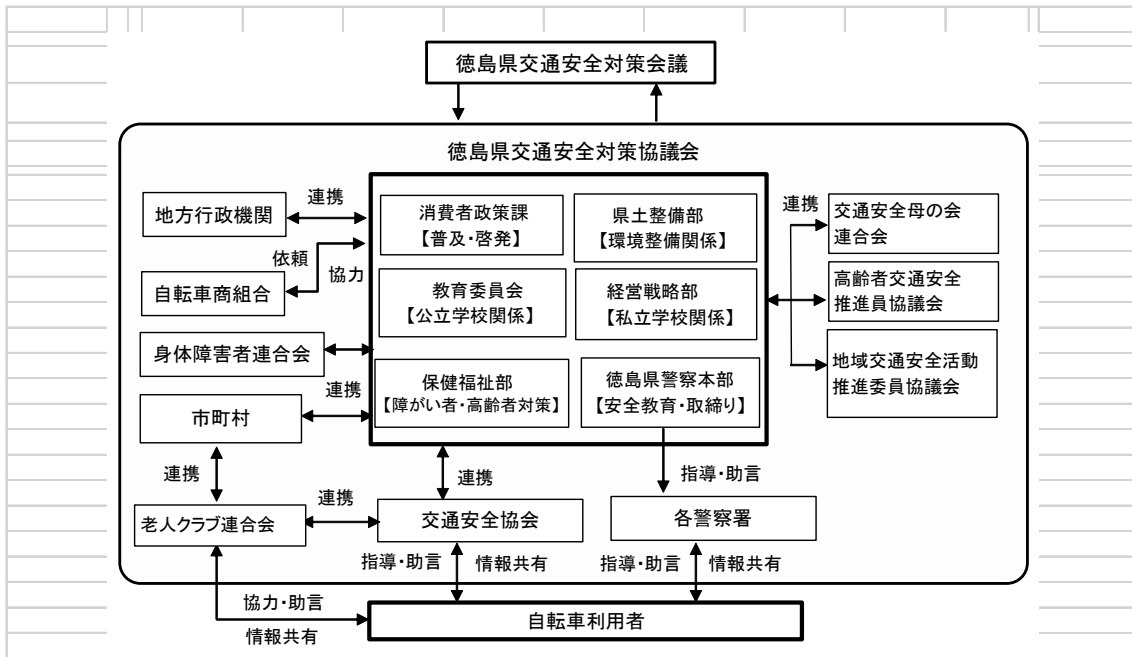 徳島県交通安全対策会議
徳島県交通安全対策協議会
地方行政機関
連携
自転車商組合
依頼
協力
身体障害者連合会
市町村
連携
連携
老人クラブ連合会
連携
消費者政策課
【普及・啓発】
県土整備部
【環境整備関係】
教育委員会
【公立学校関係】
経営戦略部
【私立学校関係】
保健福祉部
【障がい者・高齢者対策】
徳島県警察本部
【安全教育・取締り】
連携
交通安全母の会
連合会
高齢者交通安全
推進員協議会
地域交通安全活動
推進委員協議会
連携
指導・助言
交通安全協会
各警察署
指導・助言
情報共有
指導・助言
情報共有
協力・助言
情報共有
自転車利用者